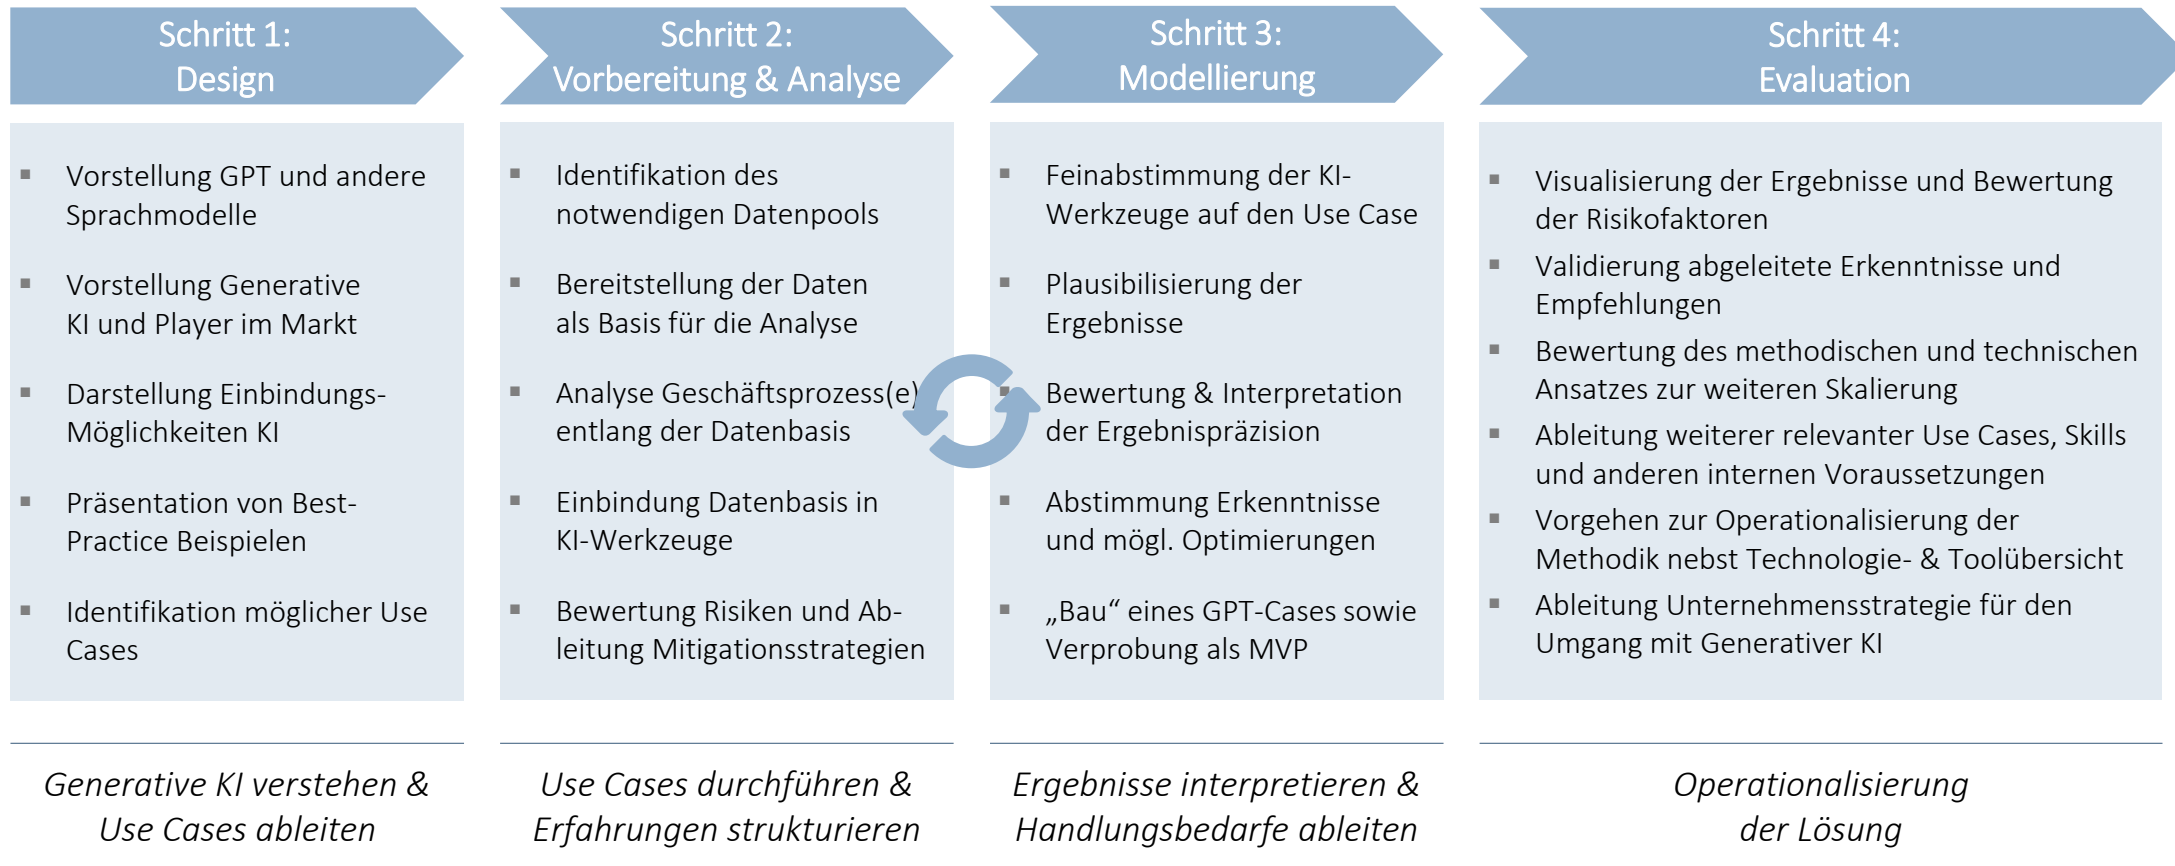 Schritt 1:
Design
▪ Vorstellung GPT und andere
Sprachmodelle
▪ Vorstellung Generative
KI und Player im Markt
▪ Darstellung Einbindungs-
Möglichkeiten KI
▪ Präsentation von Best-
Practice Beispielen
▪ Identifikation möglicher Use
Cases
Generative KI verstehen &
Use Cases ableiten
Schritt 2:
Vorbereitung & Analyse
▪ Identifikation des
notwendigen Datenpools
▪ Bereitstellung der Daten
als Basis für die Analyse
▪ Analyse Geschäftsprozess(e)
entlang der Datenbasis
▪ Einbindung Datenbasis in
KI-Werkzeuge
▪ Bewertung Risiken und Ab-
leitung Mitigationsstrategien
Use Cases durchführen &
Erfahrungen strukturieren
Schritt 3:
Modellierung
▪ Feinabstimmung der KI-
Werkzeuge auf den Use Case
▪ Plausibilisierung der
Ergebnisse
▪ Bewertung & Interpretation
der Ergebnispräzision
▪ Abstimmung Erkenntnisse
und mögl. Optimierungen
▪ „Bau“ eines GPT-Cases sowie
Verprobung als MVP
Ergebnisse interpretieren &
Handlungsbedarfe ableiten
Schritt 4:
Evaluation
▪ Visualisierung der Ergebnisse und Bewertung
der Risikofaktoren
▪ Validierung abgeleitete Erkenntnisse und
Empfehlungen
▪ Bewertung des methodischen und technischen
Ansatzes zur weiteren Skalierung
▪ Ableitung weiterer relevanter Use Cases, Skills
und anderen internen Voraussetzungen
▪ Vorgehen zur Operationalisierung der
Methodik nebst Technologie- & Toolübersicht
▪ Ableitung Unternehmensstrategie für den
Umgang mit Generativer KI
Operationalisierung
der Lösung